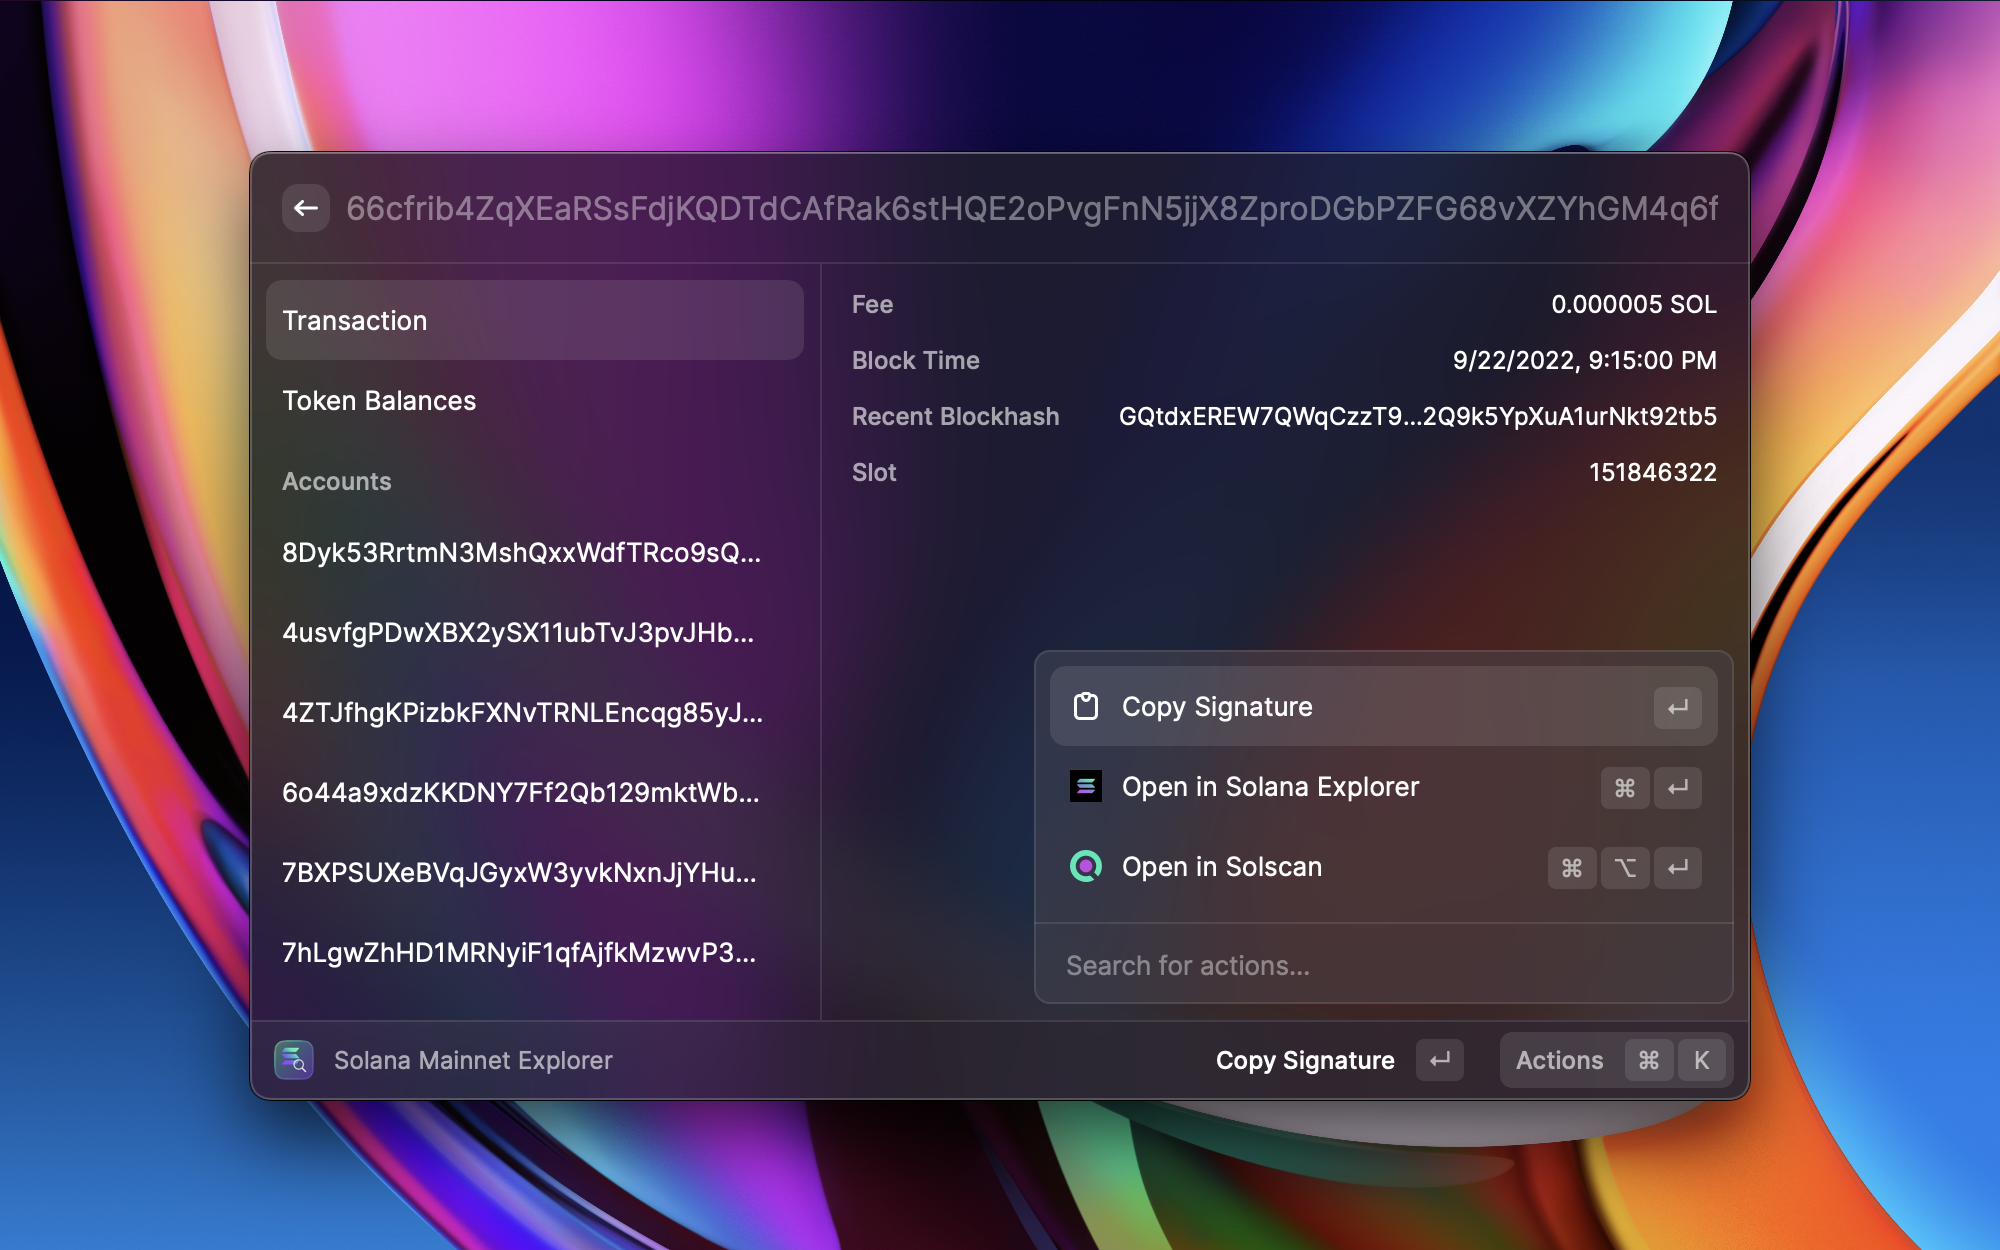 66cfrib4ZqXEaRSsFdjKQDTdCAfRak6stHQE2oPvgFnN5jjX8ZproDGbPZFG68vXZYhGM4q6f
Transaction
Token Balances
Accounts
8Dyk53RrtmN3MshQxxWdfTRco9sQ...
4usvfgPDwXBX2ySX11ubTvJ3pvJHb...
4ZTJfhgKPizbkFXNvTRNLEncqg85yJ...
6o44a9xdzKKDNY7Ff2Qb129mktWb...
7BXPSUXeBVqJGyxW3yvkNxnJjYHu...
7hLgwZhHD1MRNyiF1qfAjfkMzwvP3...
Fee 0.000005 SOL
Block Time 9/22/2022, 9:15:00 PM
Recent Blockhash GQtdxEREW7QWqCzzT9...2Q9k5YpXuA1urNkt92tb5
Slot 151846322
Copy Signature ↵
Open in Solana Explorer ⌘ ↵
Open in Solscan ⌘ ⌥ ↵
Search for actions...
Solana Mainnet Explorer
Copy Signature ↵
Actions ⌘ K